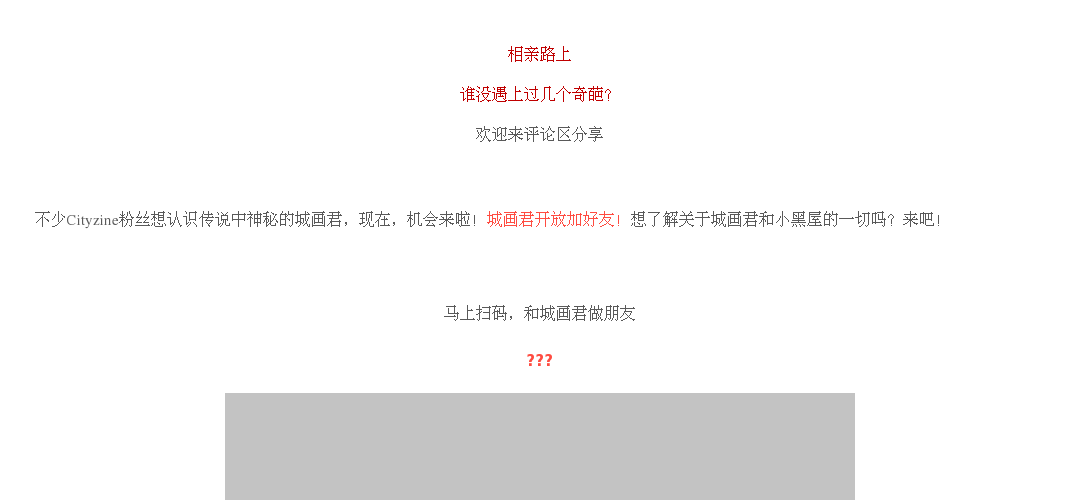 相亲路上
谁没遇上过几个奇葩？
欢迎来评论区分享
不少Cityzine粉丝想认识传说中神秘的城画君，现在，机会来啦！城画君开放加好友！想了解关于城画君和小黑屋的一切吗？来吧！
马上扫码，和城画君做朋友
???